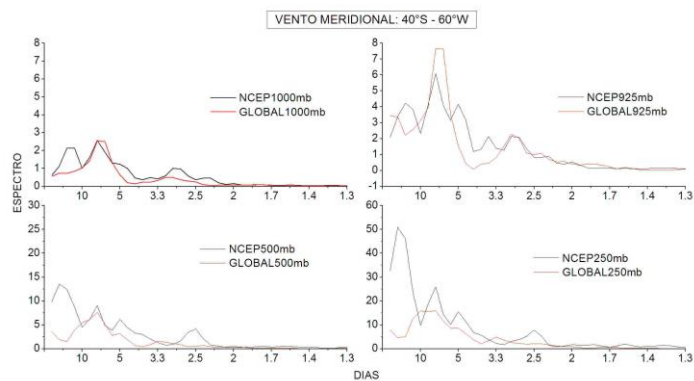 VENTO MERIDIONAL: 40°S - 60°W
ESPECTRO
8
7
6
5
4
3
2
1
0
NCEP1000mb
GLOBAL1000mb
10 5 3.3 2.5 2 1.7 1.4 1.3
8
7
6
5
4
3
2
1
0
-1
NCEP925mb
GLOBAL925mb
10 5 3.3 2.5 2 1.7 1.4 1.3
30
25
20
15
10
5
0
NCEP500mb
GLOBAL500mb
10 5 3.3 2.5 2 1.7 1.4 1.3
60
50
40
30
20
10
0
NCEP250mb
GLOBAL250mb
10 5 3.3 2.5 2 1.7 1.4 1.3
DIAS